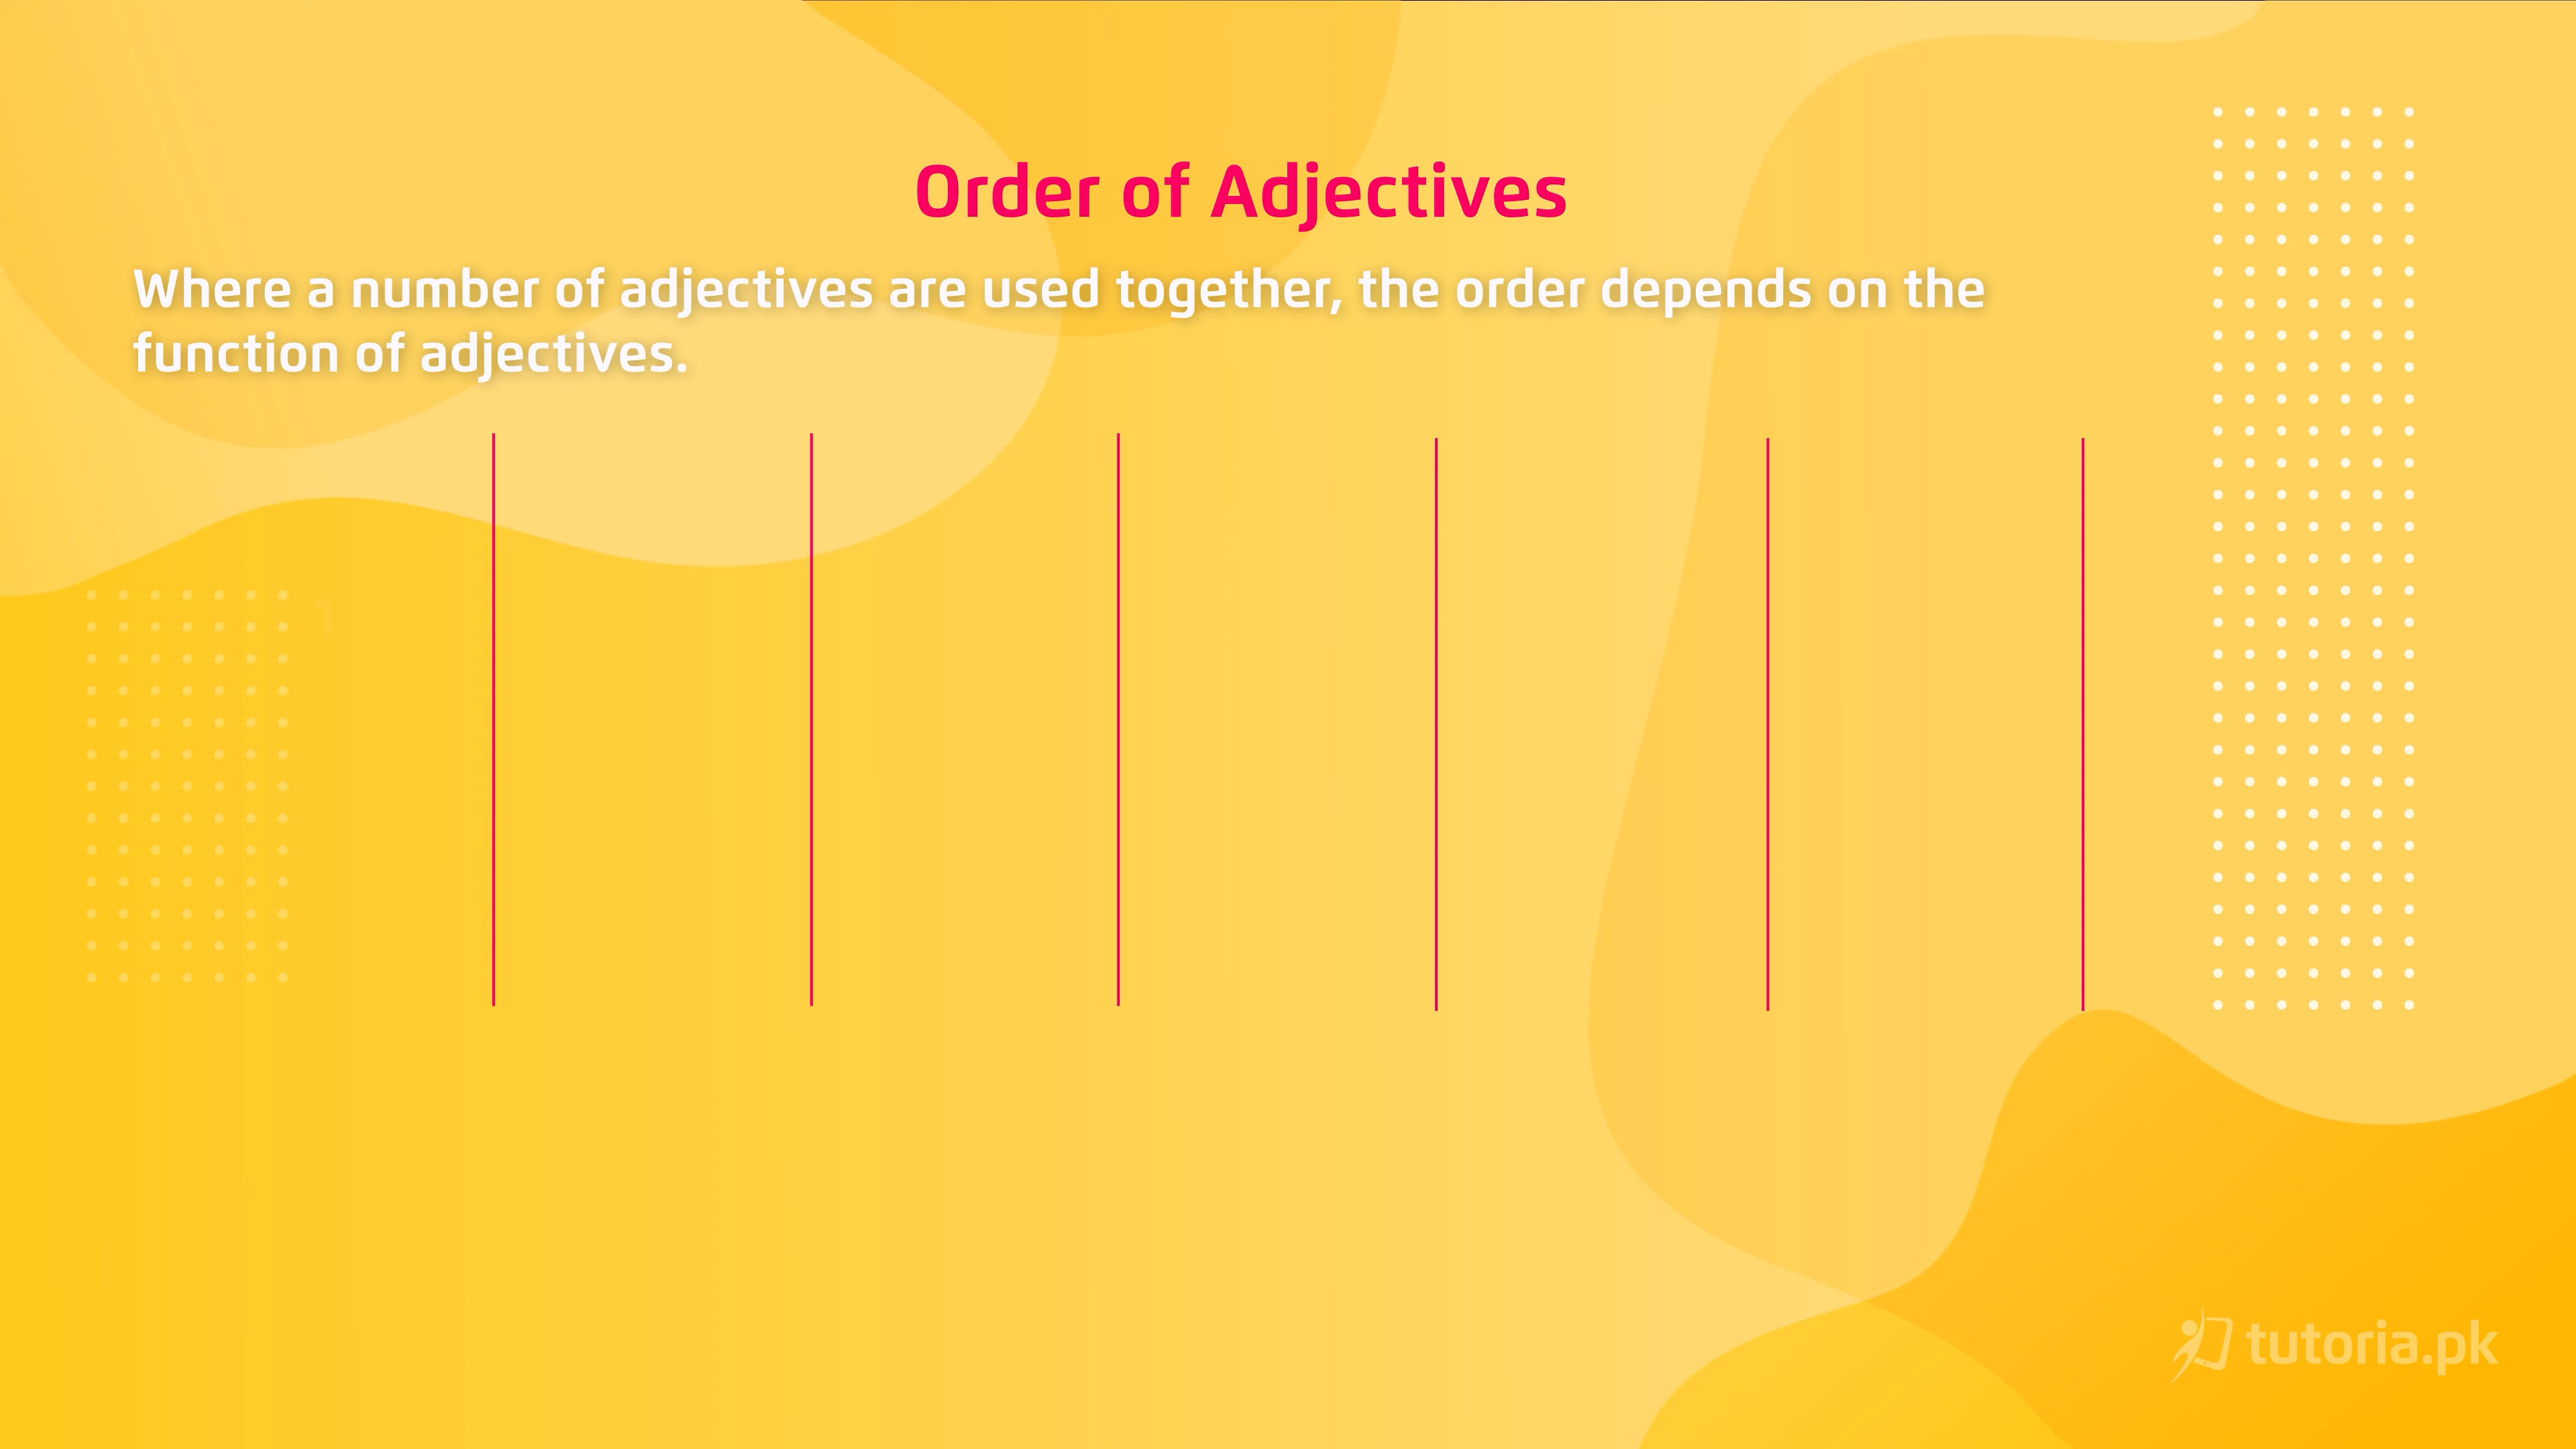 Order of Adjectives
Where a number of adjectives are used together, the order depends on the
function of adjectives.
1
tutoria.pk